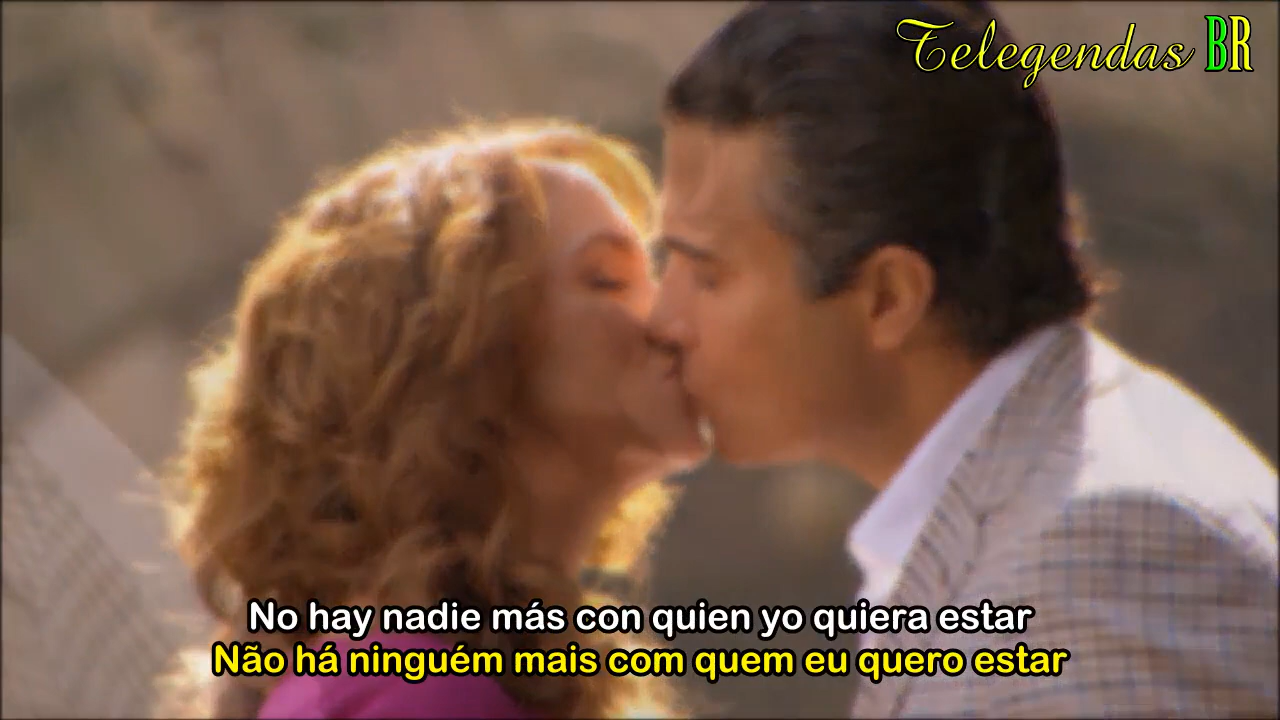 Telegendas BR
No hay nadie más con quien yo quiera estar
Não há ninguém mais com quem eu quero estar